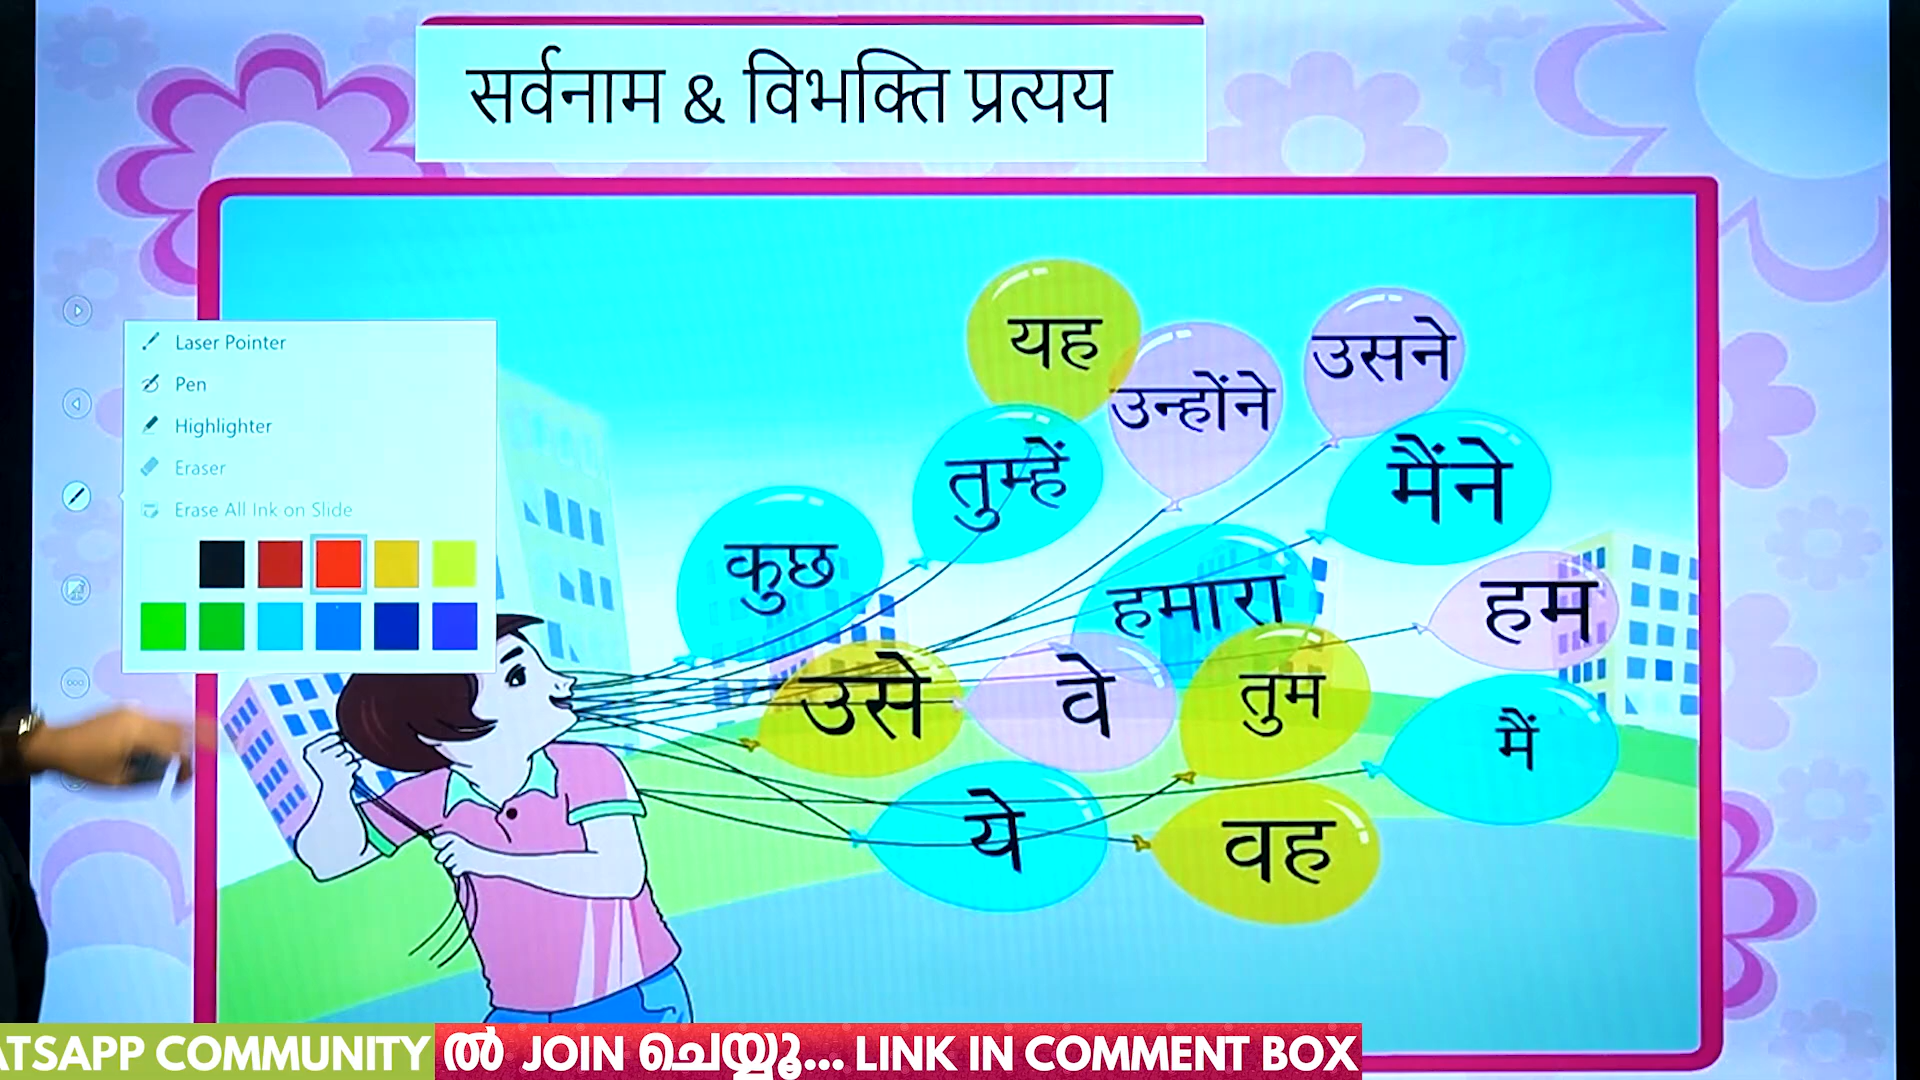 सर्वनाम & विभक्ति प्रत्यय
Laser Pointer
Pen
Highlighter
Eraser
Erase All Ink on Slide
यह
उन्होंने
उसने
तुम्हें
मैंने
कुछ
हमारा
हम
उसे
वे
तुम
मैं
ये
वह
ATSAPP COMMUNITY ൽ JOIN ചെയ്യൂ... LINK IN COMMENT BOX